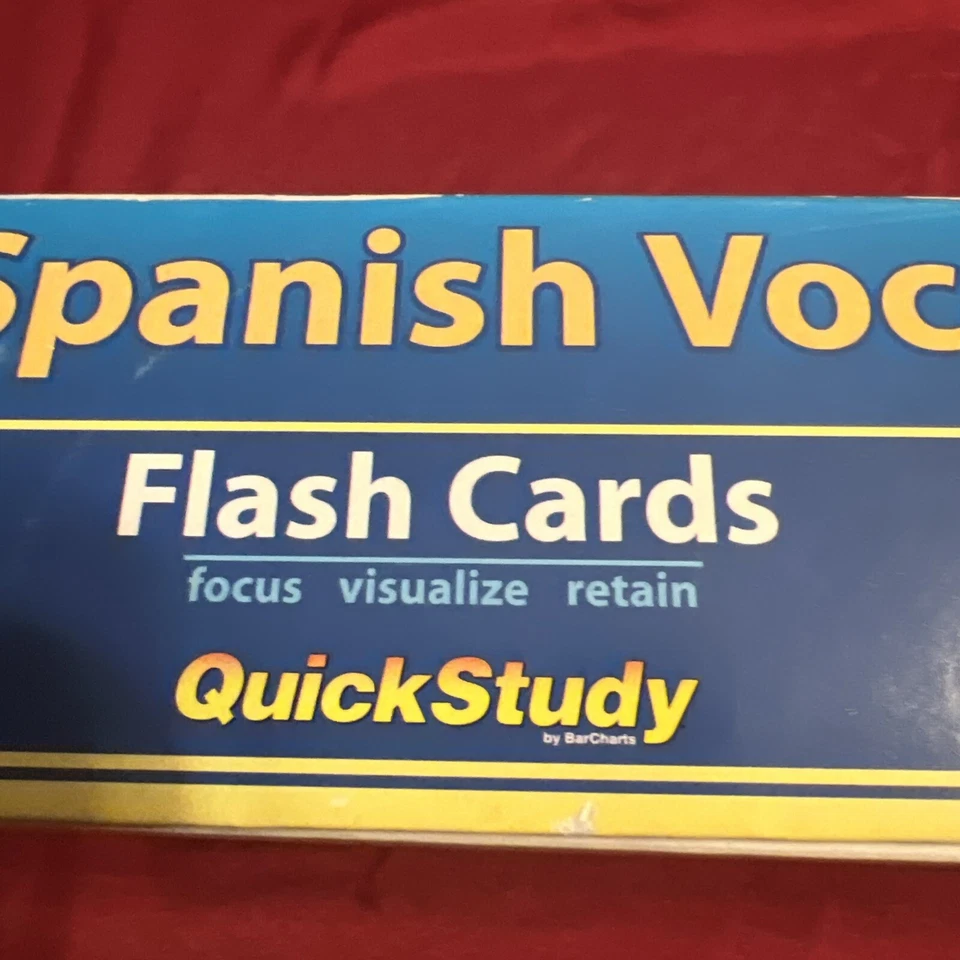 Spanish Voc
Flash Cards
focus visualize retain
QuickStudy
by BarCharts